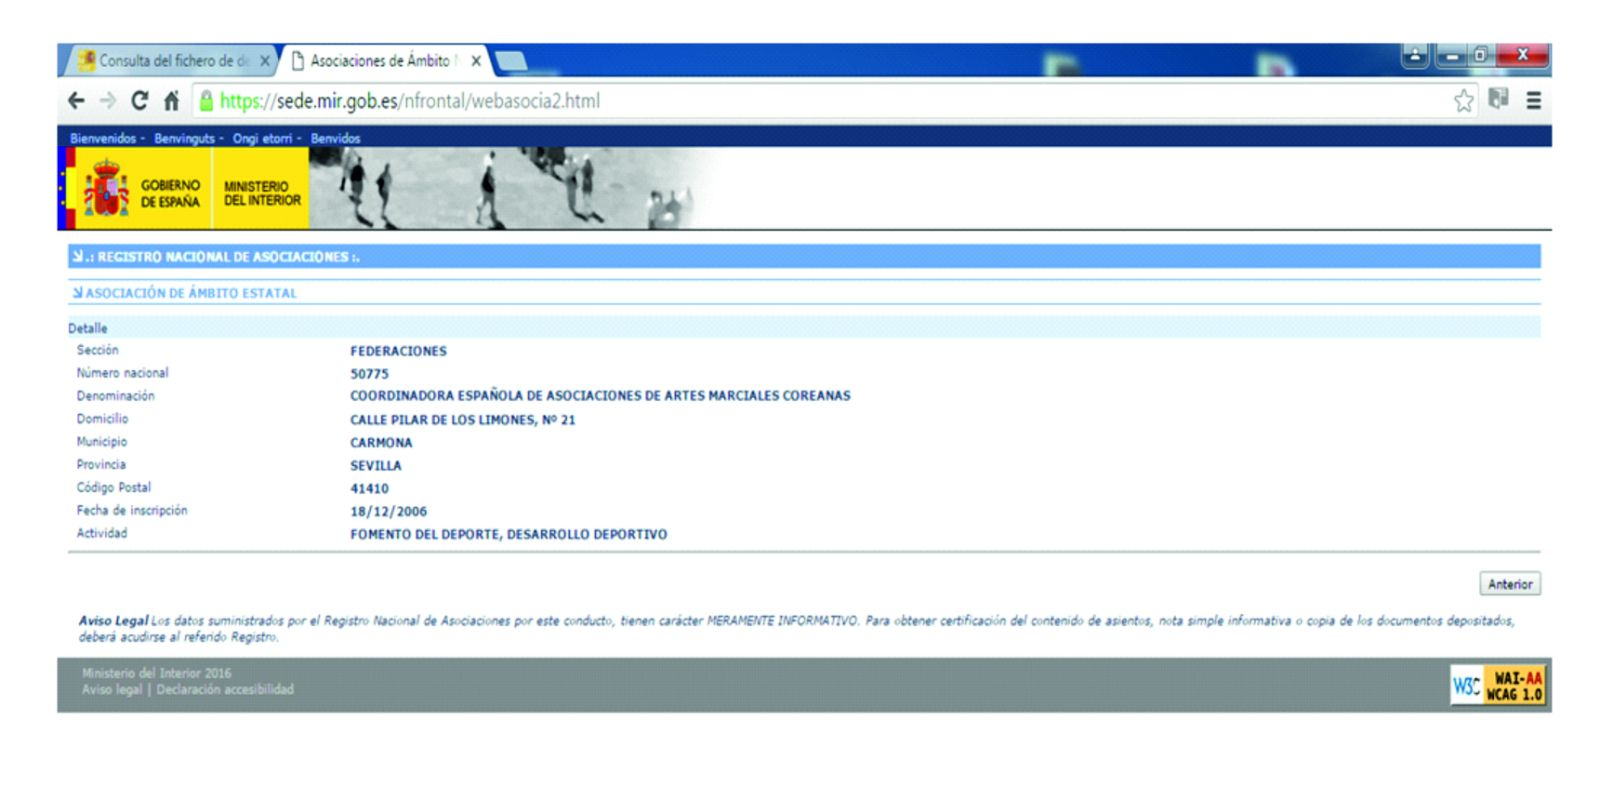 Consulta del fichero de de
Asociaciones de Ámbito
https://sede.mir.gob.es/nfrontal/webasocia2.html
Bienvenidos - Benvinguts - Ongi etorri - Benvidos
GOBIERNO DE ESPAÑA
MINISTERIO DEL INTERIOR
.: REGISTRO NACIONAL DE ASOCIACIONES :.
ASOCIACIÓN DE ÁMBITO ESTATAL
Detalle
Sección FEDERACIONES
Número nacional 50775
Denominación COORDINADORA ESPAÑOLA DE ASOCIACIONES DE ARTES MARCIALES COREANAS
Domicilio CALLE PILAR DE LOS LIMONES, Nº 21
Municipio CARMONA
Provincia SEVILLA
Código Postal 41410
Fecha de inscripción 18/12/2006
Actividad FOMENTO DEL DEPORTE, DESARROLLO DEPORTIVO
Anterior
Aviso Legal Los datos suministrados por el Registro Nacional de Asociaciones por este conducto, tienen carácter MERAMENTE INFORMATIVO. Para obtener certificación del contenido de asientos, nota simple informativa o copia de los documentos depositados,
deberá acudirse al referido Registro.
Ministerio del Interior 2016
Aviso legal | Declaración accesibilidad
W3C WAI-AA
WCAG 1.0